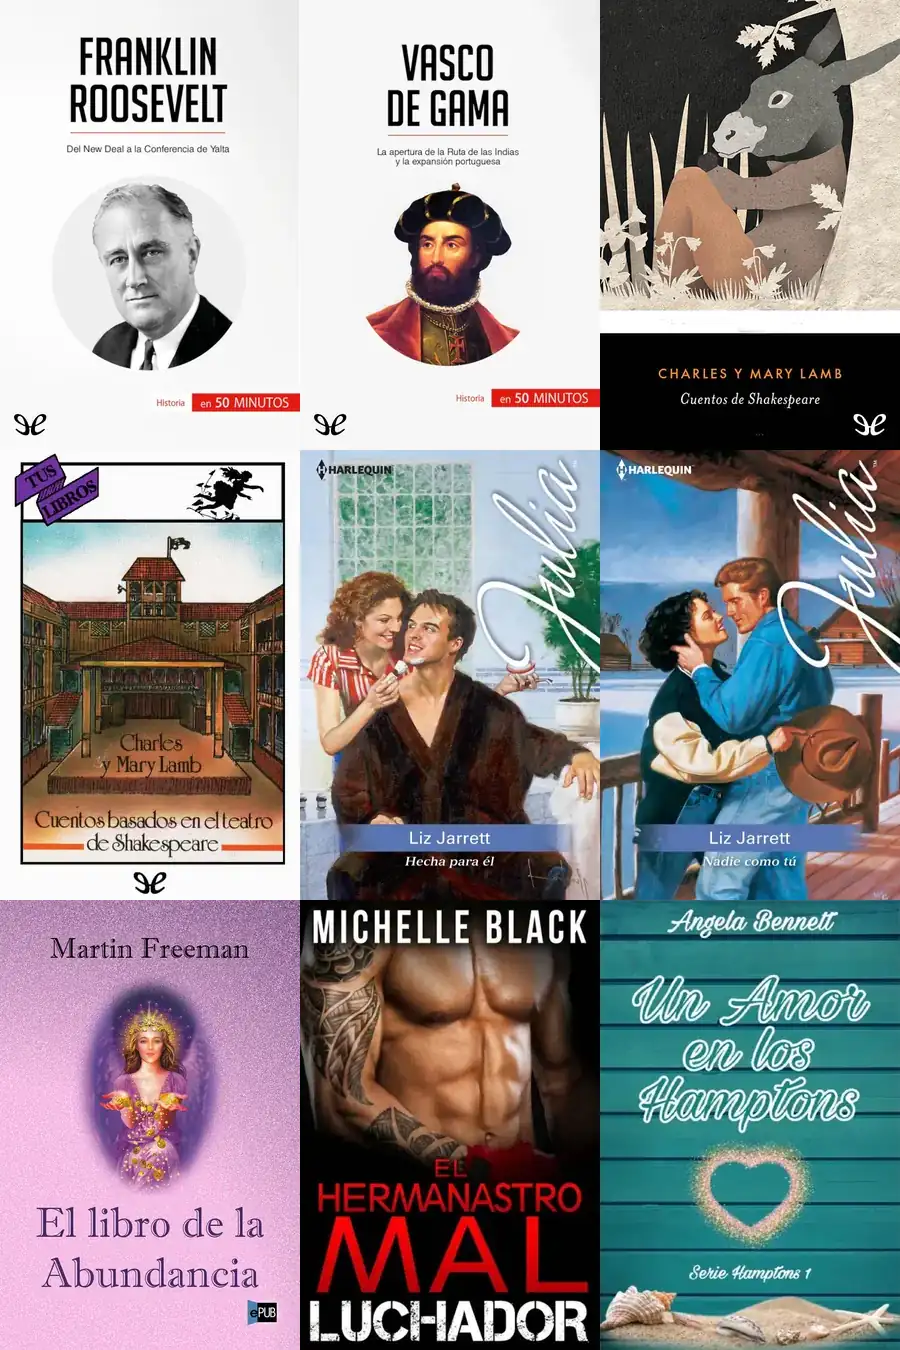 FRANKLIN
ROOSEVELT
Del New Deal a la Conferencia de Yalta
Historia
en 50 MINUTOS
VASCO
DE GAMA
La apertura de la Ruta de las Indias
y la expansión portuguesa
Historia
en 50 MINUTOS
CHARLES Y MARY LAMB
Cuentos de Shakespeare
TUS
LIBROS
Charles
y Mary Lamb
Cuentos basados en el teatro
de Shakespeare
HARLEQUIN
Julia
Liz Jarrett
Hecha para él
HARLEQUIN
Julia
Liz Jarrett
Nadie como tú
Martin Freeman
El libro de la
Abundancia
ePUB
MICHELLE BLACK
EL
HERMANASTRO
MAL
LUCHADOR
Angela Bennett
Un Amor
en los
Hamptons
Serie Hamptons 1